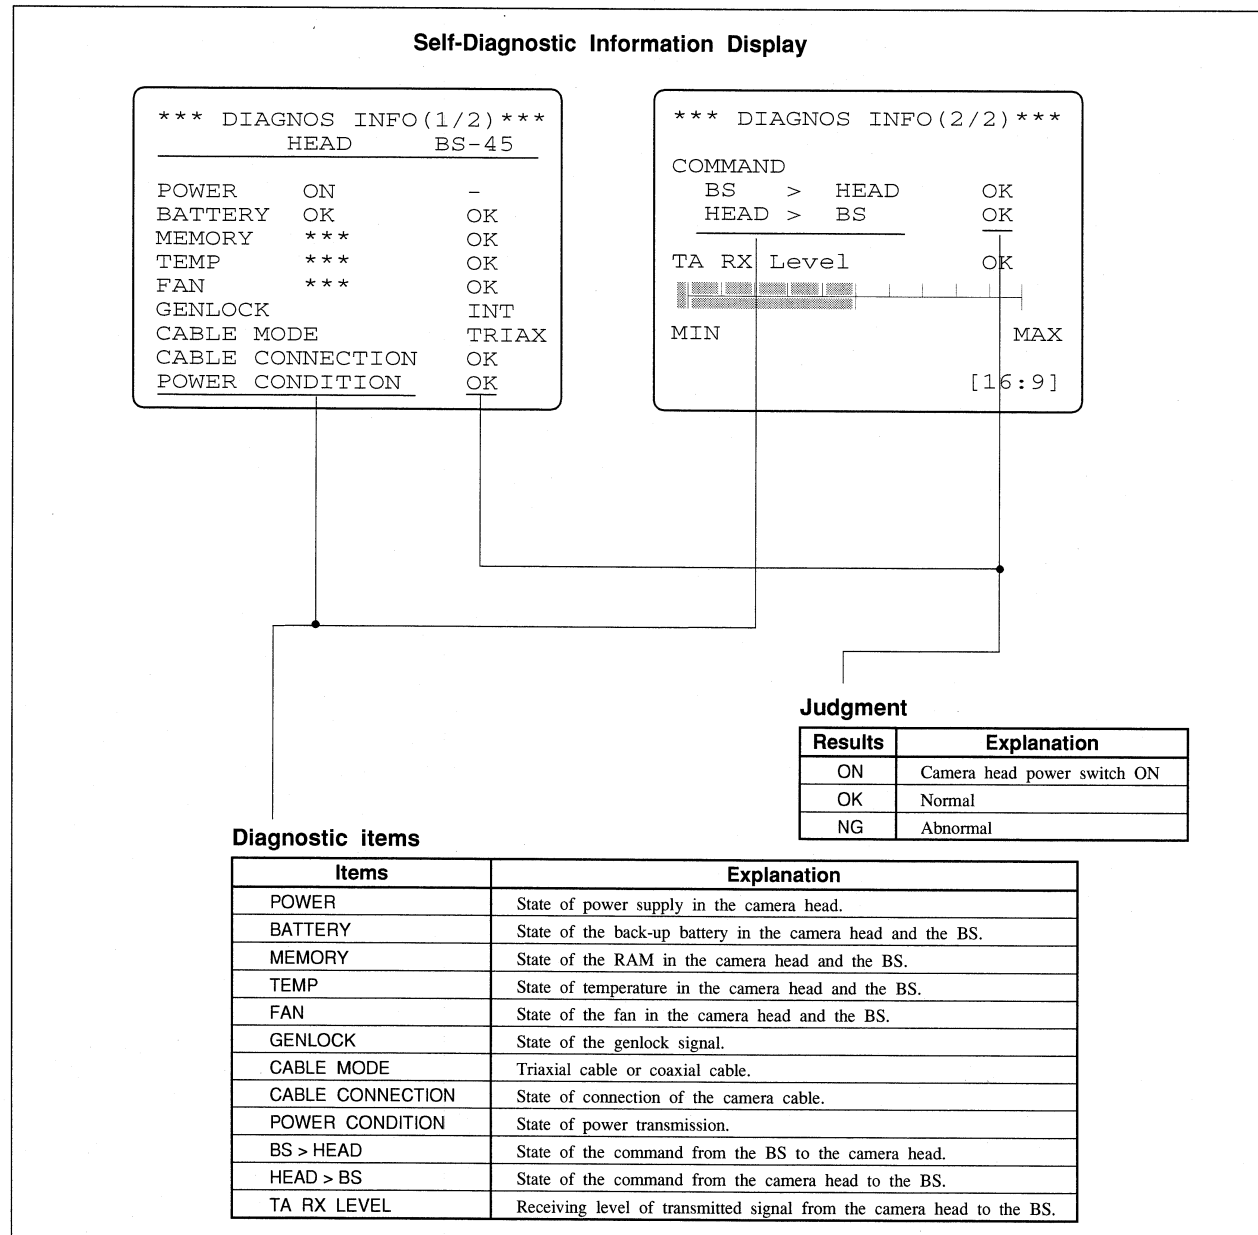 Self-Diagnostic Information Display
*** DIAGNOS INFO(1/2)***
HEAD BS-45
POWER ON -
BATTERY OK OK
MEMORY *** OK
TEMP *** OK
FAN *** OK
GENLOCK INT
CABLE MODE TRIAX
CABLE CONNECTION OK
POWER CONDITION OK
*** DIAGNOS INFO(2/2)***
COMMAND
BS > HEAD OK
HEAD > BS OK
TA RX Level OK
MIN MAX
[16:9]
Judgment
Results Explanation
ON Camera head power switch ON
OK Normal
NG Abnormal
Diagnostic items
Items Explanation
POWER State of power supply in the camera head.
BATTERY State of the back-up battery in the camera head and the BS.
MEMORY State of the RAM in the camera head and the BS.
TEMP State of temperature in the camera head and the BS.
FAN State of the fan in the camera head and the BS.
GENLOCK State of the genlock signal.
CABLE MODE Triaxial cable or coaxial cable.
CABLE CONNECTION State of connection of the camera cable.
POWER CONDITION State of power transmission.
BS > HEAD State of the command from the BS to the camera head.
HEAD > BS State of the command from the camera head to the BS.
TA RX LEVEL Receiving level of transmitted signal from the camera head to the BS.